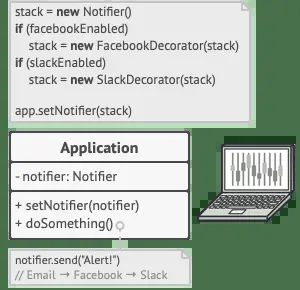 stack = new Notifier()
if (facebookEnabled)
    stack = new FacebookDecorator(stack)
if (slackEnabled)
    stack = new SlackDecorator(stack)

app.setNotifier(stack)
Application
- notifier: Notifier
+ setNotifier(notifier)
+ doSomething()
notifier.send("Alert!")
// Email → Facebook → Slack